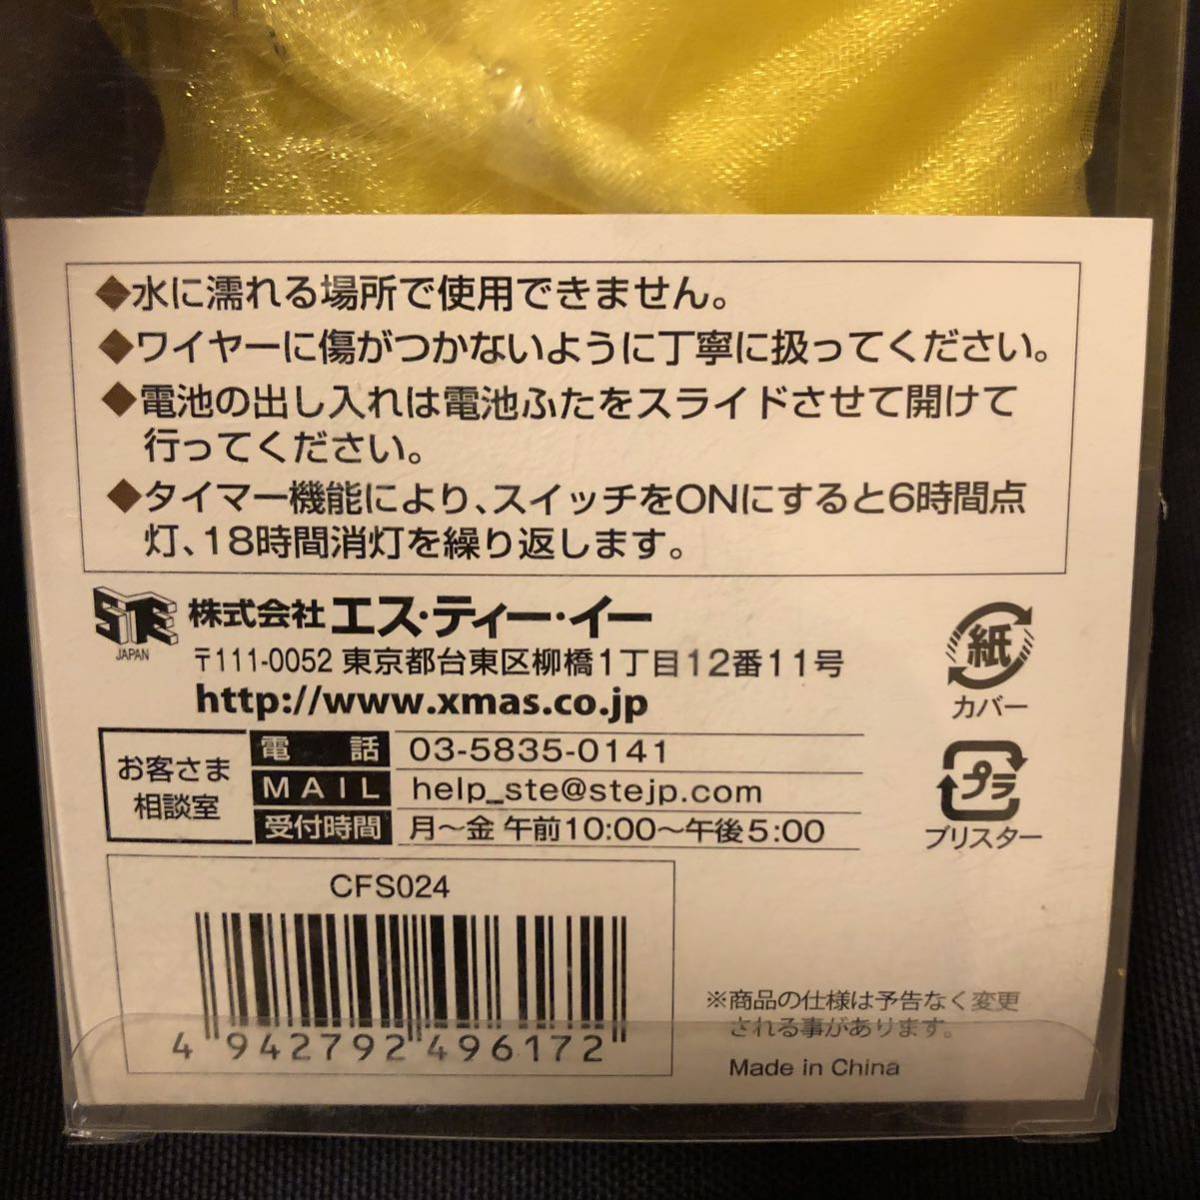 ◆水に濡れる場所で使用できません。
◆ワイヤーに傷がつかないように丁寧に扱ってください。
◆電池の出し入れは電池ふたをスライドさせて開けて
行ってください。
◆タイマー機能により、スイッチをONにすると6時間点
灯、18時間消灯を繰り返します。
STE
JAPAN
株式会社 エス・ティー・イー
〒111-0052 東京都台東区柳橋1丁目12番11号
http://www.xmas.co.jp
お客さま
相談室
電話 03-5835-0141
MAIL help_ste@stejp.com
受付時間 月～金 午前10:00～午後5:00
紙
カバー
プラ
ブリスター
CFS024
4 942792 496172
※商品の仕様は予告なく変更
される事があります。
Made in China